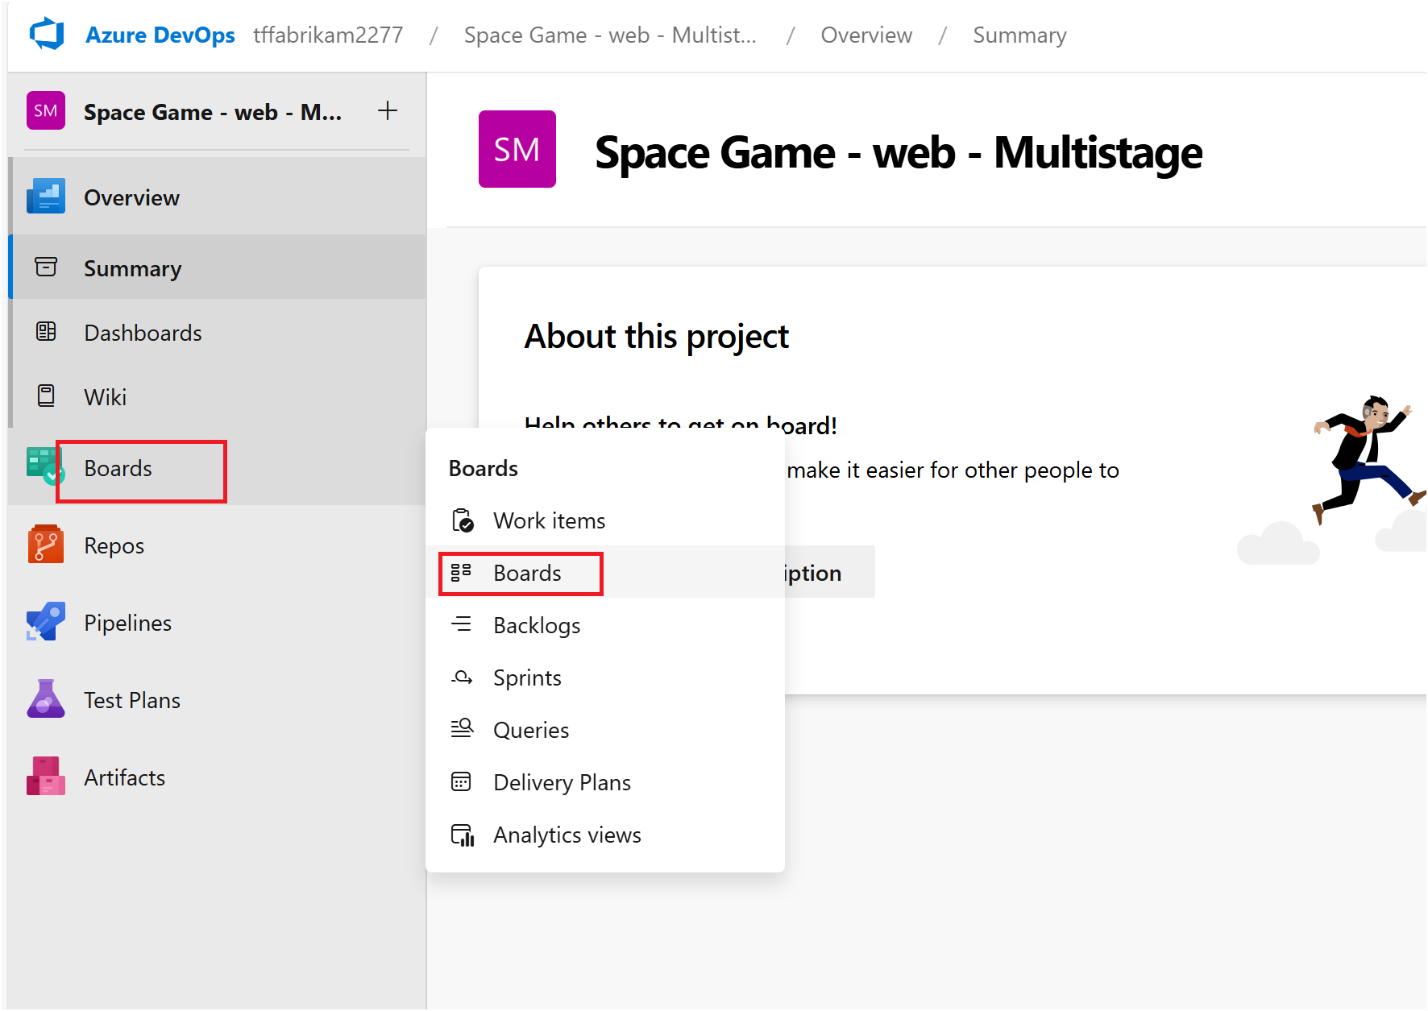 Azure DevOps tffabrikam2277 / Space Game - web - Multist... / Overview / Summary
SM Space Game - web - M... +
SM Space Game - web - Multistage
Overview
Summary
Dashboards
Wiki
Boards
Repos
Pipelines
Test Plans
Artifacts
About this project
Help others to get on board!
make it easier for other people to
iption
Boards
Work items
Boards
Backlogs
Sprints
Queries
Delivery Plans
Analytics views